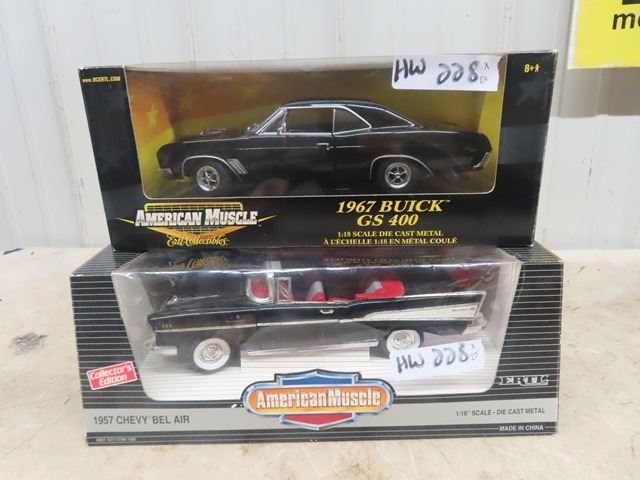 www.RCERTL.com
HW 228
8+
AMERICAN MUSCLE
Ertl Collectibles
1967 BUICK™
GS 400
1:18 SCALE DIE CAST METAL
À L'ÉCHELLE 1:18 EN MÉTAL COULÉ
HW 228
Collector's
Edition
American Muscle
ERTL
1957 CHEVY BEL AIR
1/18" SCALE - DIE CAST METAL
MADE IN CHINA